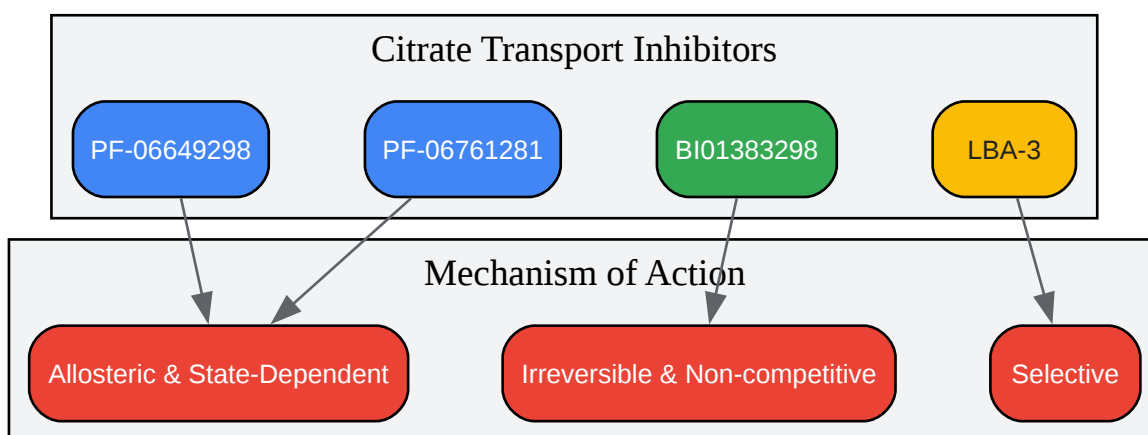 Citrate Transport Inhibitors
PF-06649298
PF-06761281
BI01383298
LBA-3
Mechanism of Action
Allosteric & State-Dependent
Irreversible & Non-competitive
Selective